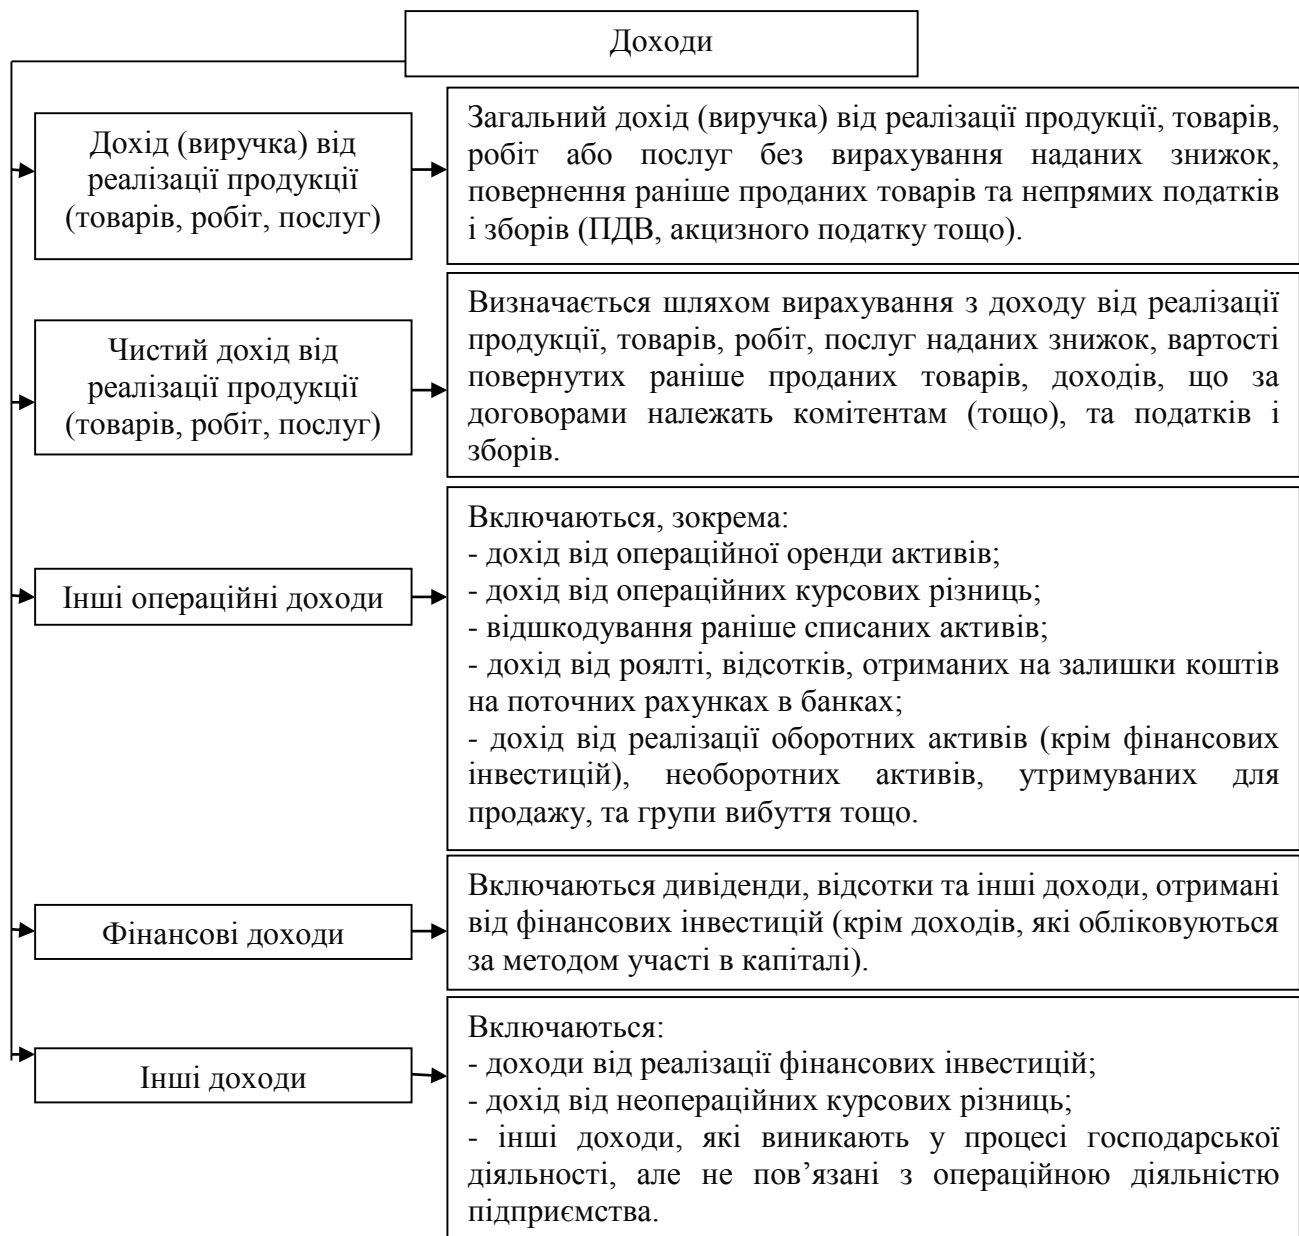 Доходи
Дохід (виручка) від
реалізації продукції
(товарів, робіт, послуг)
Загальний дохід (виручка) від реалізації продукції, товарів,
робіт або послуг без вирахування наданих знижок,
повернення раніше проданих товарів та непрямих податків
і зборів (ПДВ, акцизного податку тощо).
Чистий дохід від
реалізації продукції
(товарів, робіт, послуг)
Визначається шляхом вирахування з доходу від реалізації
продукції, товарів, робіт, послуг наданих знижок, вартості
повернутих раніше проданих товарів, доходів, що за
договорами належать комітентам (тощо), та податків і
зборів.
Інші операційні доходи
Включаються, зокрема:
- дохід від операційної оренди активів;
- дохід від операційних курсових різниць;
- відшкодування раніше списаних активів;
- дохід від роялті, відсотків, отриманих на залишки коштів
на поточних рахунках в банках;
- дохід від реалізації оборотних активів (крім фінансових
інвестицій), необоротних активів, утримуваних для
продажу, та групи вибуття тощо.
Фінансові доходи
Включаються дивіденди, відсотки та інші доходи, отримані
від фінансових інвестицій (крім доходів, які обліковуються
за методом участі в капіталі).
Інші доходи
Включаються:
- доходи від реалізації фінансових інвестицій;
- дохід від неопераційних курсових різниць;
- інші доходи, які виникають у процесі господарської
діяльності, але не пов’язані з операційною діяльністю
підприємства.